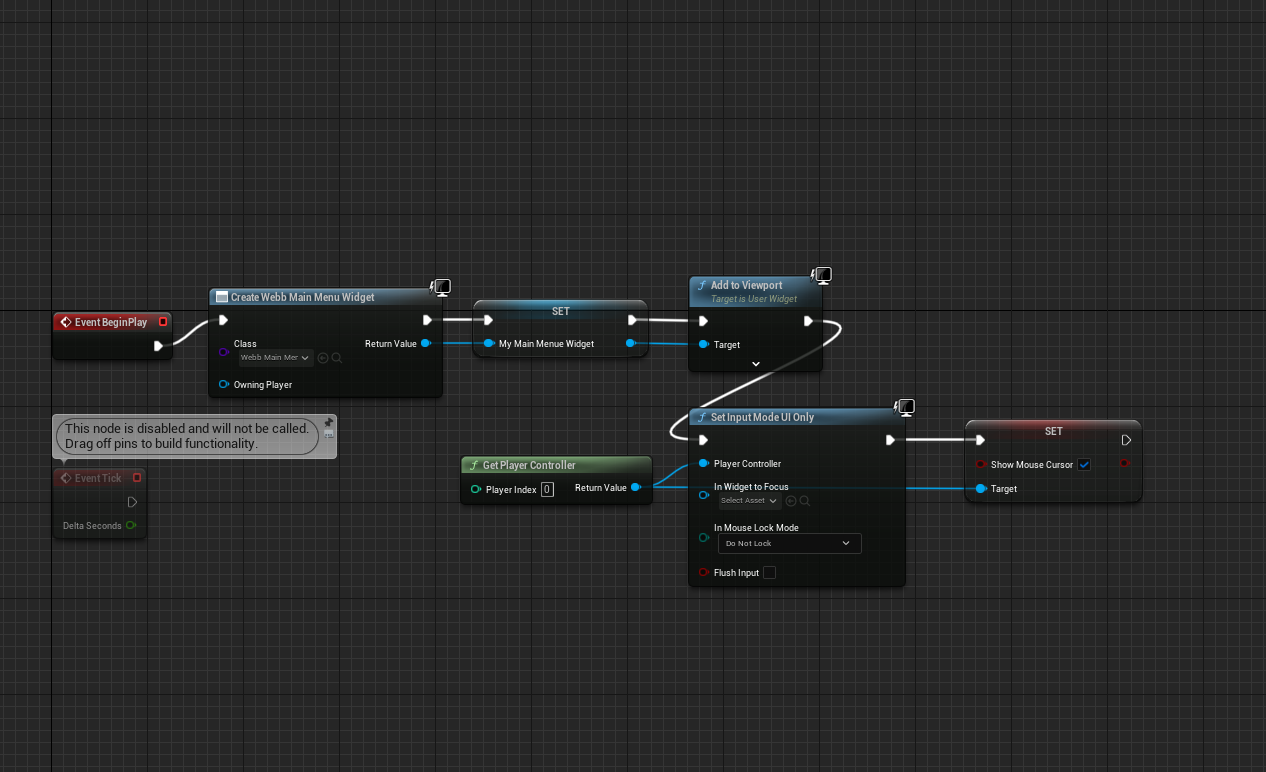 Event BeginPlay
Create Webb Main Menu Widget
Class
Webb Main Mer
Return Value
Owning Player
SET
My Main Menue Widget
Add to Viewport
Target is User Widget
Target
This node is disabled and will not be called.
Drag off pins to build functionality.
Event Tick
Delta Seconds
Get Player Controller
Player Index 0
Return Value
Set Input Mode UI Only
Player Controller
In Widget to Focus
Select Asset
In Mouse Lock Mode
Do Not Lock
Flush Input
SET
Show Mouse Cursor
Target